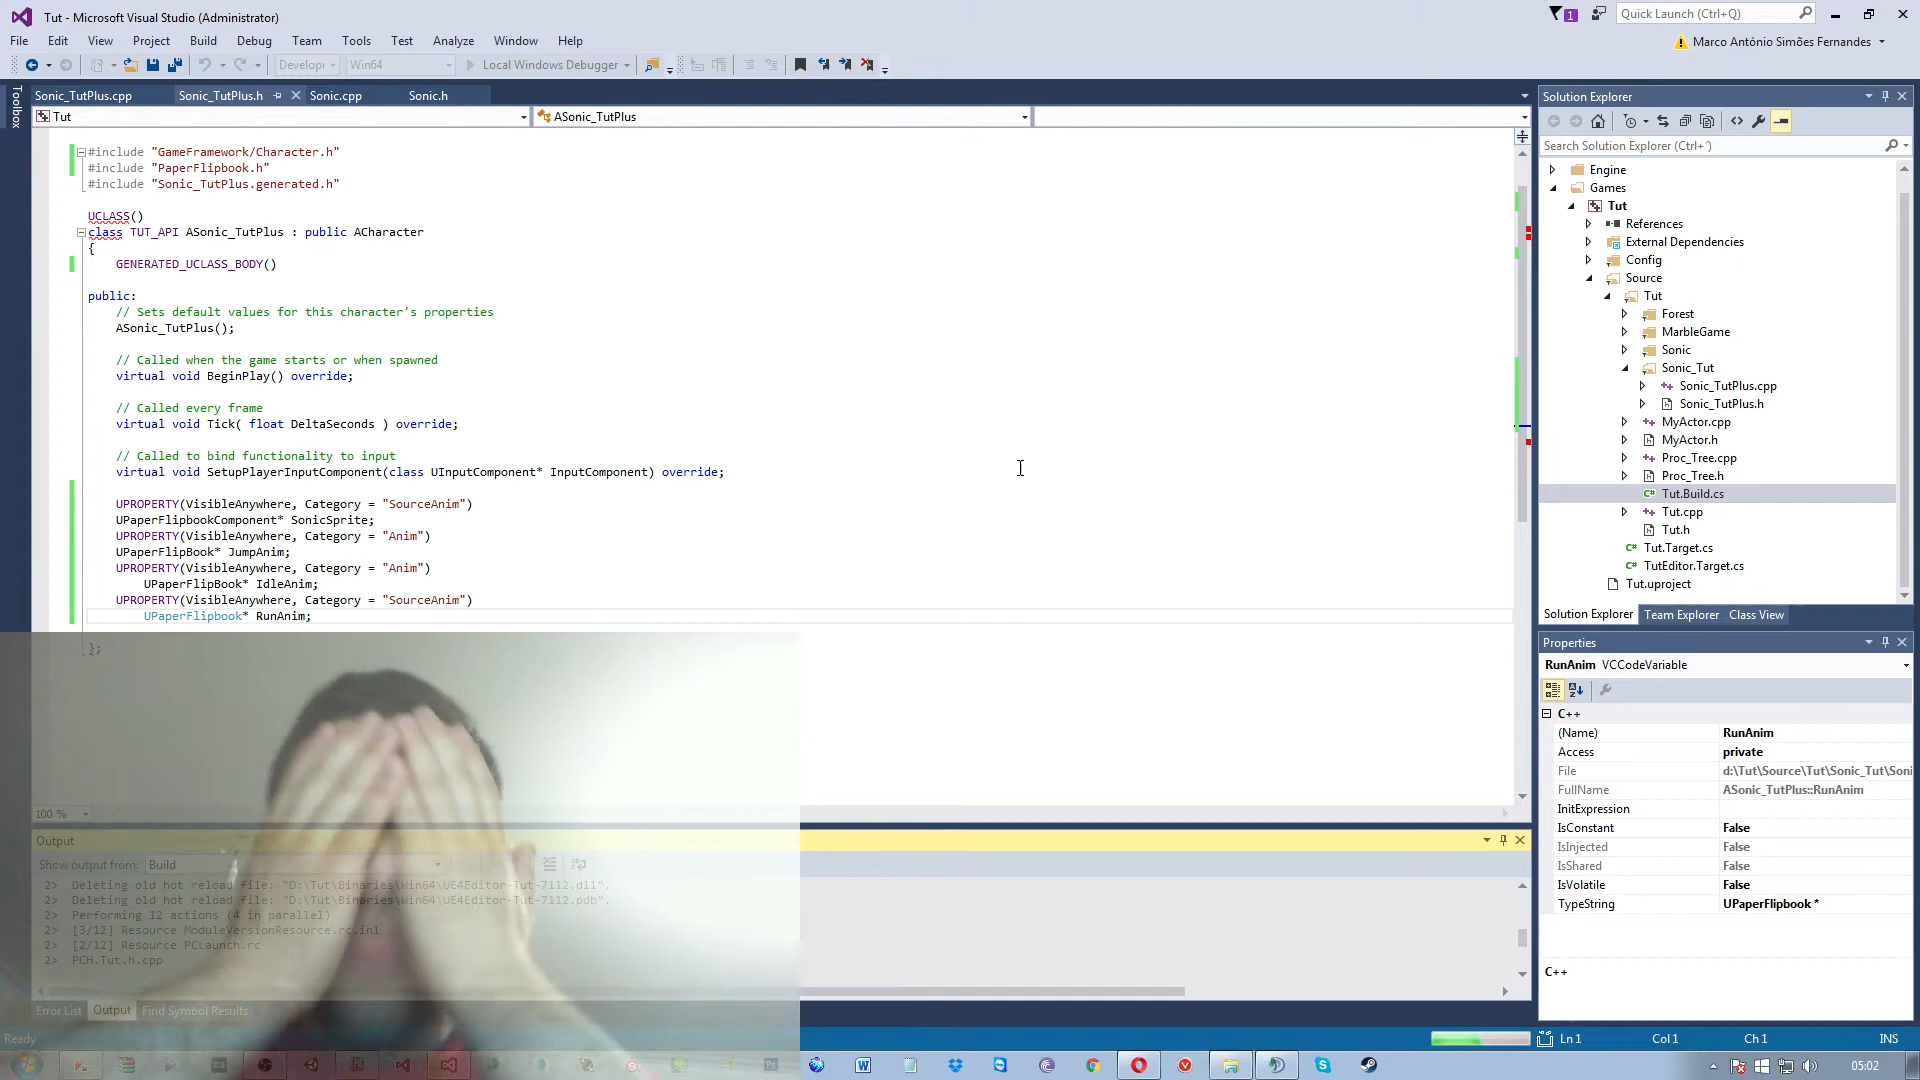 Tut - Microsoft Visual Studio (Administrator)
1
Quick Launch (Ctrl+Q)
File Edit View Project Build Debug Team Tools Test Analyze Window Help
Marco António Simões Fernandes
Develop Win64 Local Windows Debugger
Toolbox
Sonic_TutPlus.cpp Sonic_TutPlus.h Sonic.cpp Sonic.h
Tut ASonic_TutPlus
#include "GameFramework/Character.h"
#include "PaperFlipbook.h"
#include "Sonic_TutPlus.generated.h"
UCLASS()
class TUT_API ASonic_TutPlus : public ACharacter
{
GENERATED_UCLASS_BODY()
public:
// Sets default values for this character's properties
ASonic_TutPlus();
// Called when the game starts or when spawned
virtual void BeginPlay() override;
// Called every frame
virtual void Tick( float DeltaSeconds ) override;
// Called to bind functionality to input
virtual void SetupPlayerInputComponent(class UInputComponent* InputComponent) override;
UPROPERTY(VisibleAnywhere, Category = "SourceAnim")
UPaperFlipbookComponent* SonicSprite;
UPROPERTY(VisibleAnywhere, Category = "Anim")
UPaperFlipBook* JumpAnim;
UPROPERTY(VisibleAnywhere, Category = "Anim")
UPaperFlipBook* IdleAnim;
UPROPERTY(VisibleAnywhere, Category = "SourceAnim")
UPaperFlipbook* RunAnim;
};
100 %
Output
Show output from: Build
2> Deleting old hot reload file: "D:\Tut\Binaries\Win64\UE4Editor-Tut-7112.dll".
2> Deleting old hot reload file: "D:\Tut\Binaries\Win64\UE4Editor-Tut-7112.pdb".
2> Performing 12 actions (4 in parallel)
2> [3/12] Resource ModuleVersionResource.rc.inl
2> [2/12] Resource PCLaunch.rc
2> PCH.Tut.h.cpp
Error List Output Find Symbol Results
Ready
Solution Explorer
Search Solution Explorer (Ctrl+´)
Engine
Games
Tut
References
External Dependencies
Config
Source
Tut
Forest
MarbleGame
Sonic
Sonic_Tut
Sonic_TutPlus.cpp
Sonic_TutPlus.h
MyActor.cpp
MyActor.h
Proc_Tree.cpp
Proc_Tree.h
Tut.Build.cs
Tut.cpp
Tut.h
Tut.Target.cs
TutEditor.Target.cs
Tut.uproject
Solution Explorer Team Explorer Class View
Properties
RunAnim VCCodeVariable
C++
(Name) RunAnim
Access private
File d:\Tut\Source\Tut\Sonic_Tut\Soni
FullName ASonic_TutPlus::RunAnim
InitExpression
IsConstant False
IsInjected False
IsShared False
IsVolatile False
TypeString UPaperFlipbook *
C++
Ln 1 Col 1 Ch 1 INS
05:02